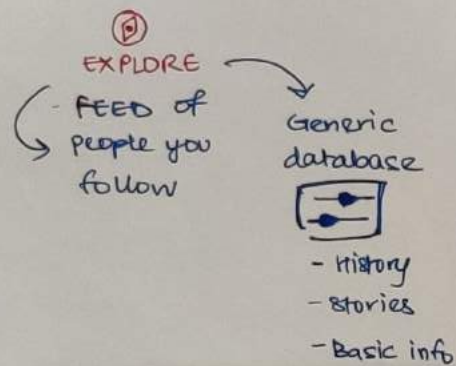 EXPLORE
- FEED of
people you
follow
Generic
database
- History
- Stories
- Basic info